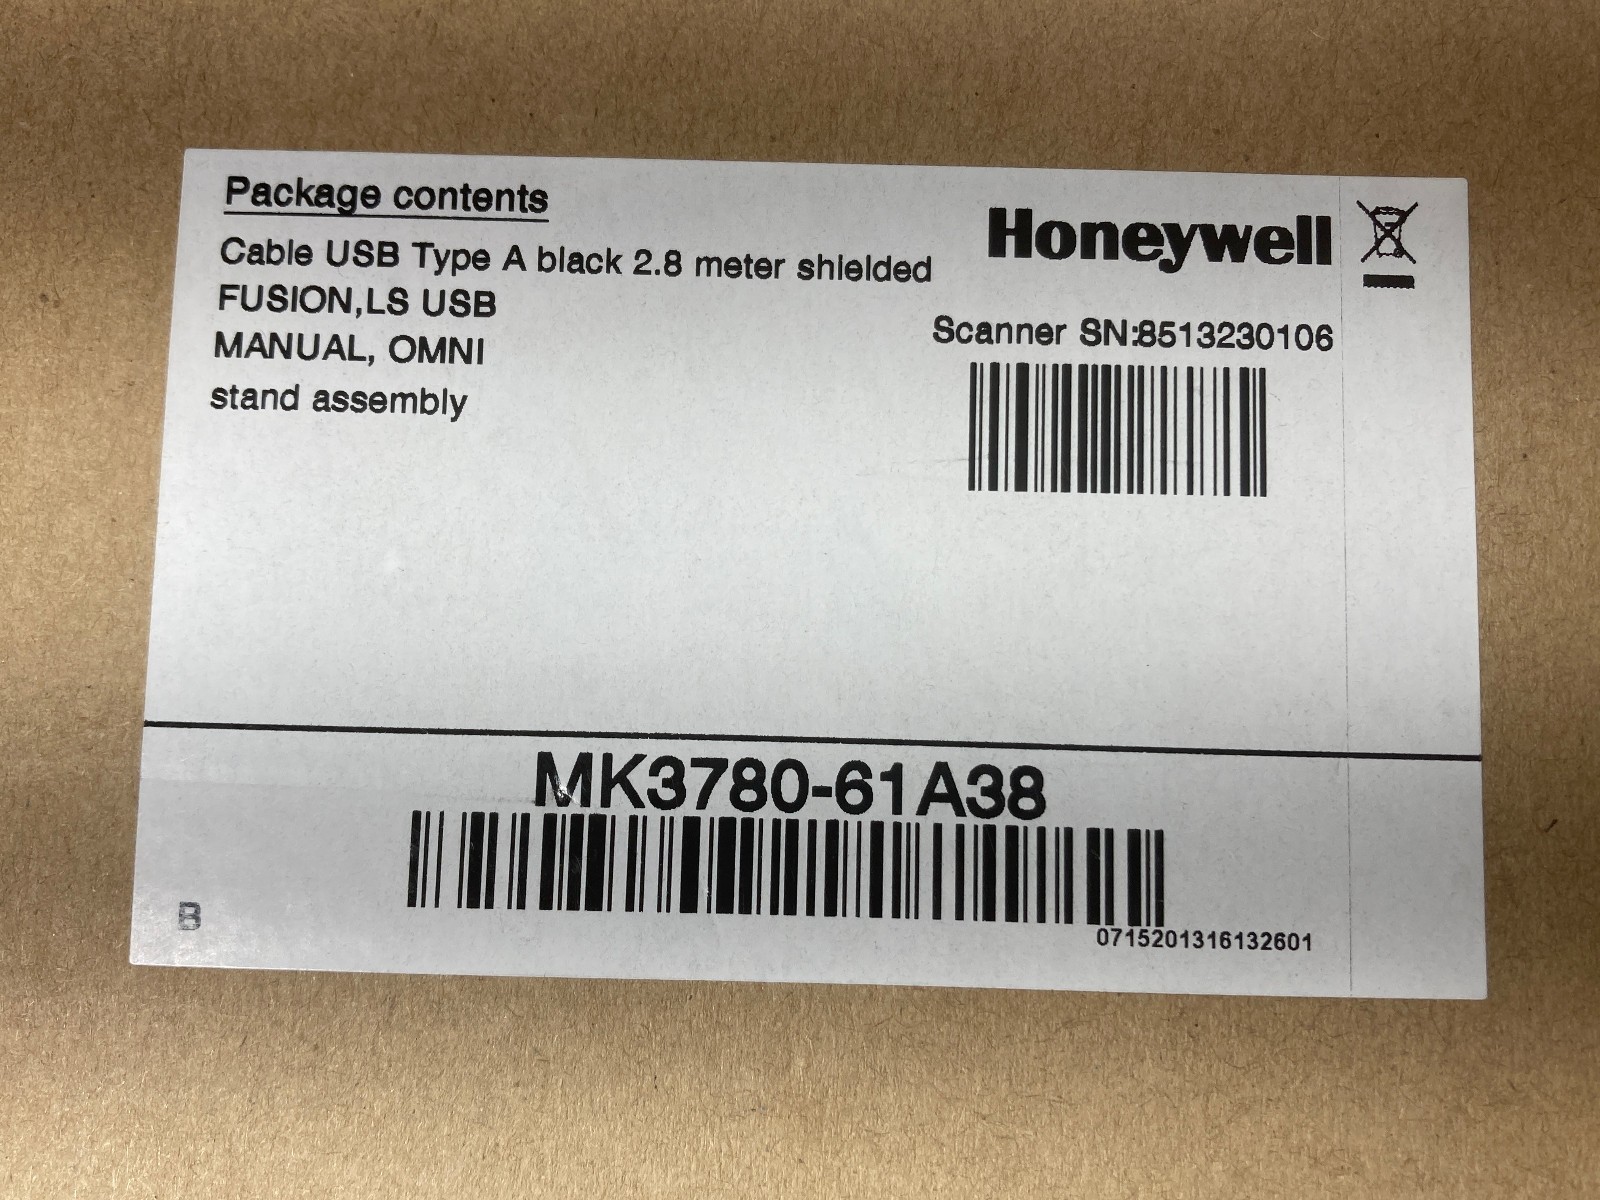 Package contents
Cable USB Type A black 2.8 meter shielded
FUSION,LS USB
MANUAL, OMNI
stand assembly
Honeywell
Scanner SN:8513230106
MK3780-61A38
B
0715201316132601